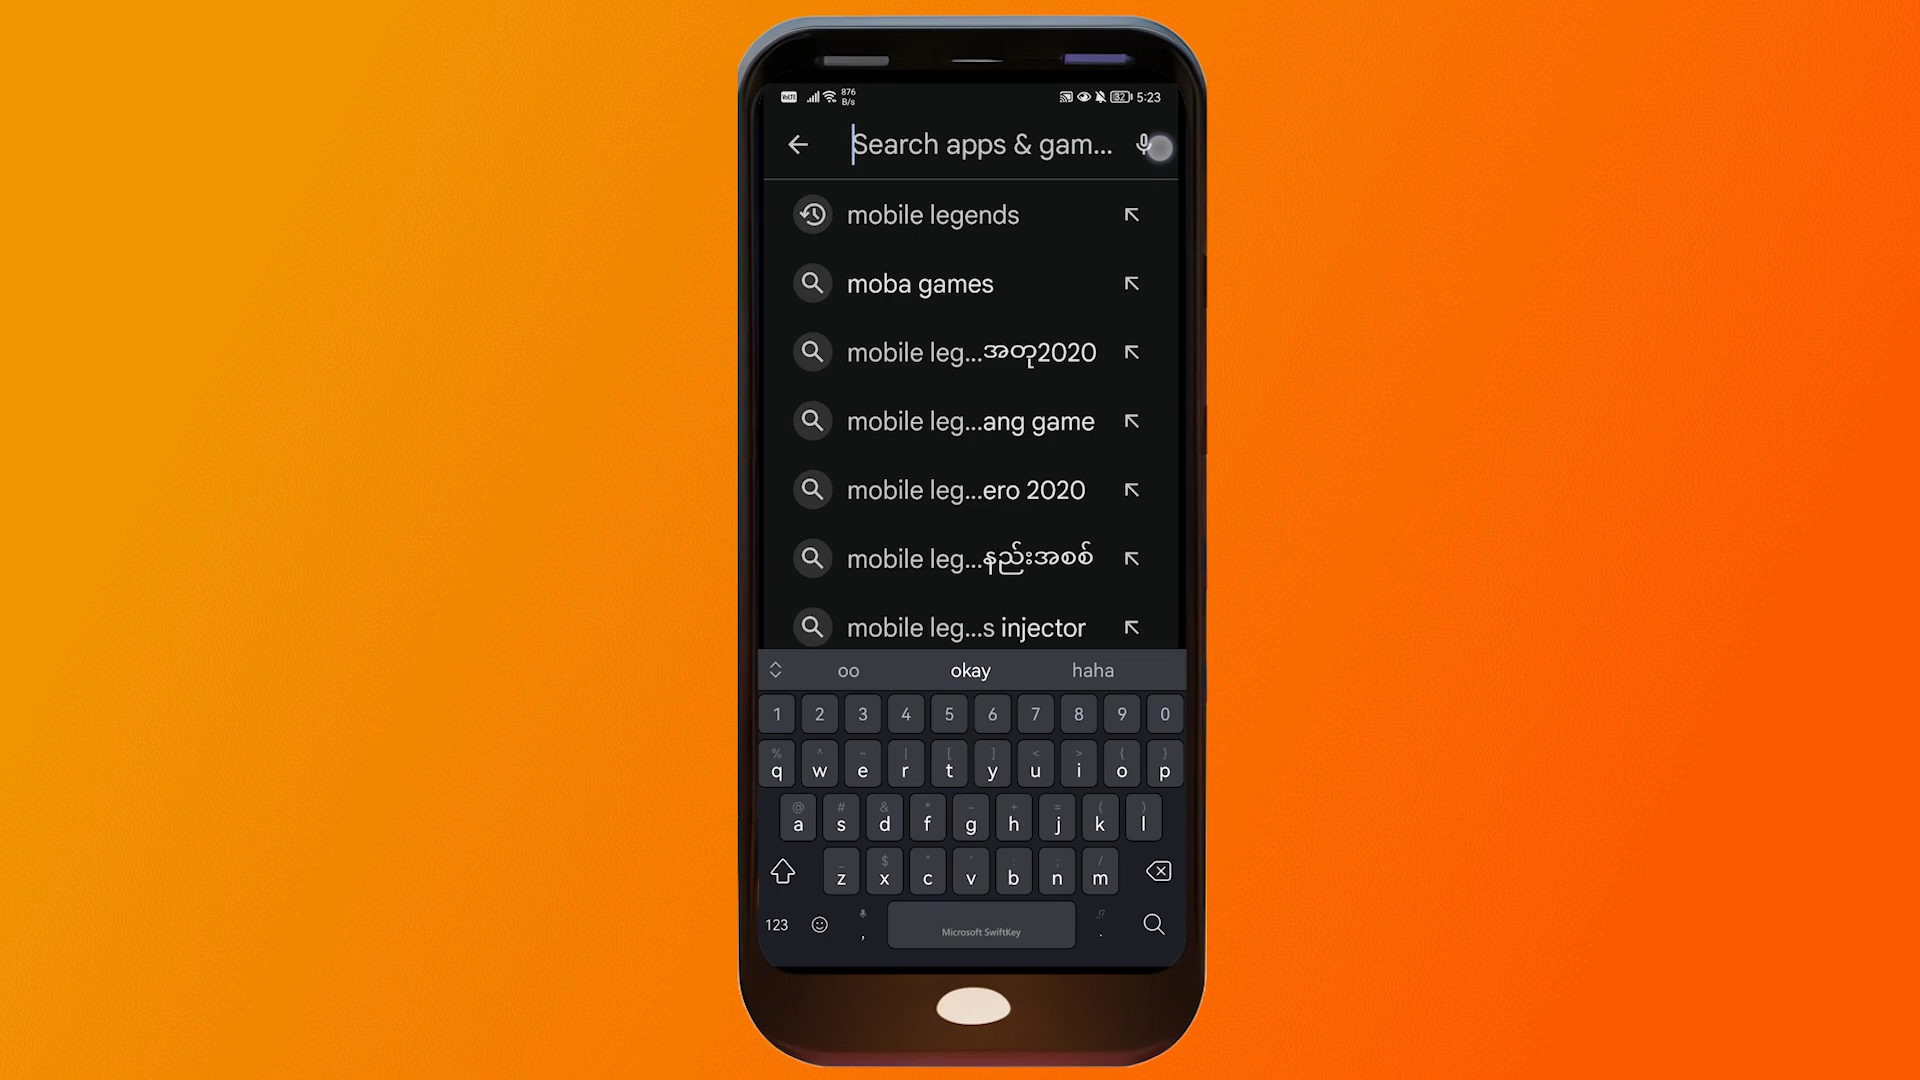 VoLTE 876 B/s 32 5:23
Search apps & gam...
mobile legends
moba games
mobile leg...အတု2020
mobile leg...ang game
mobile leg...ero 2020
mobile leg...နည်းအစစ်
mobile leg...s injector
oo okay haha
1 2 3 4 5 6 7 8 9 0
% ^ ~ | [ ] < > { }
q w e r t y u i o p
@ # & * - + = ( )
a s d f g h j k l
_ $ " ' : ; /
z x c v b n m
123 , Microsoft SwiftKey ,!? .